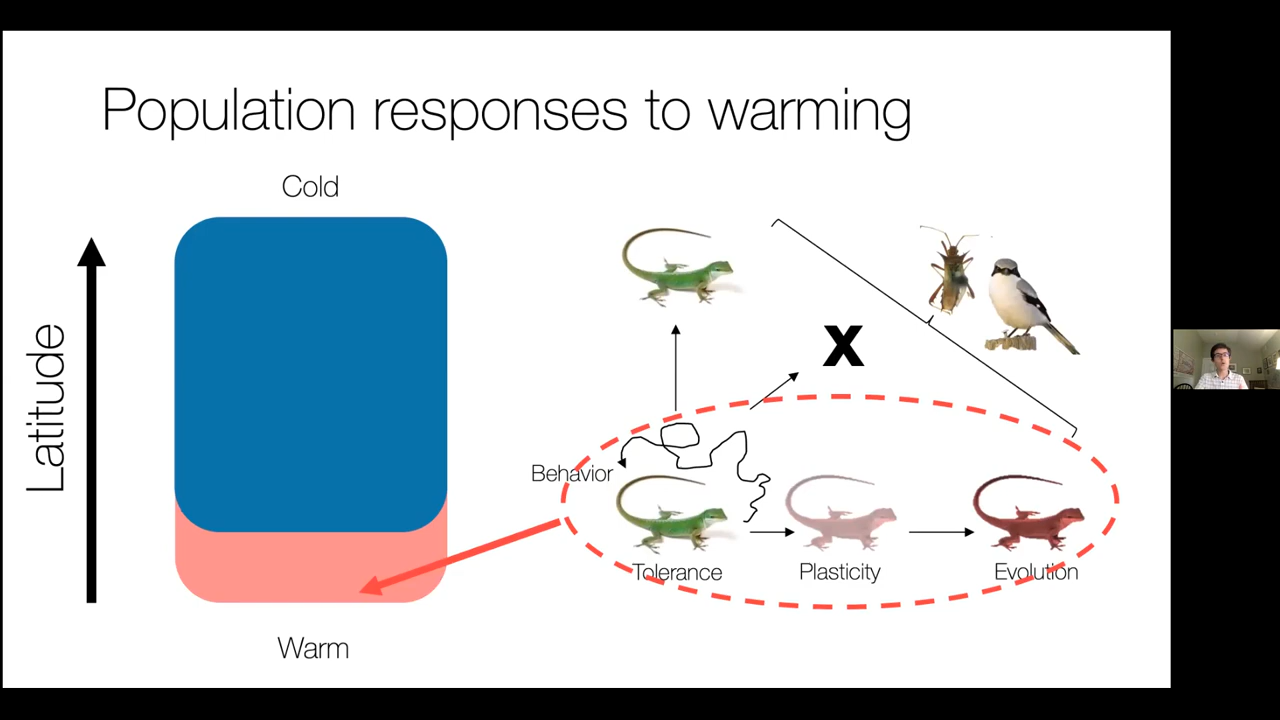 Population responses to warming
Cold
Latitude
X
Behavior
Tolerance
Plasticity
Evolution
Warm